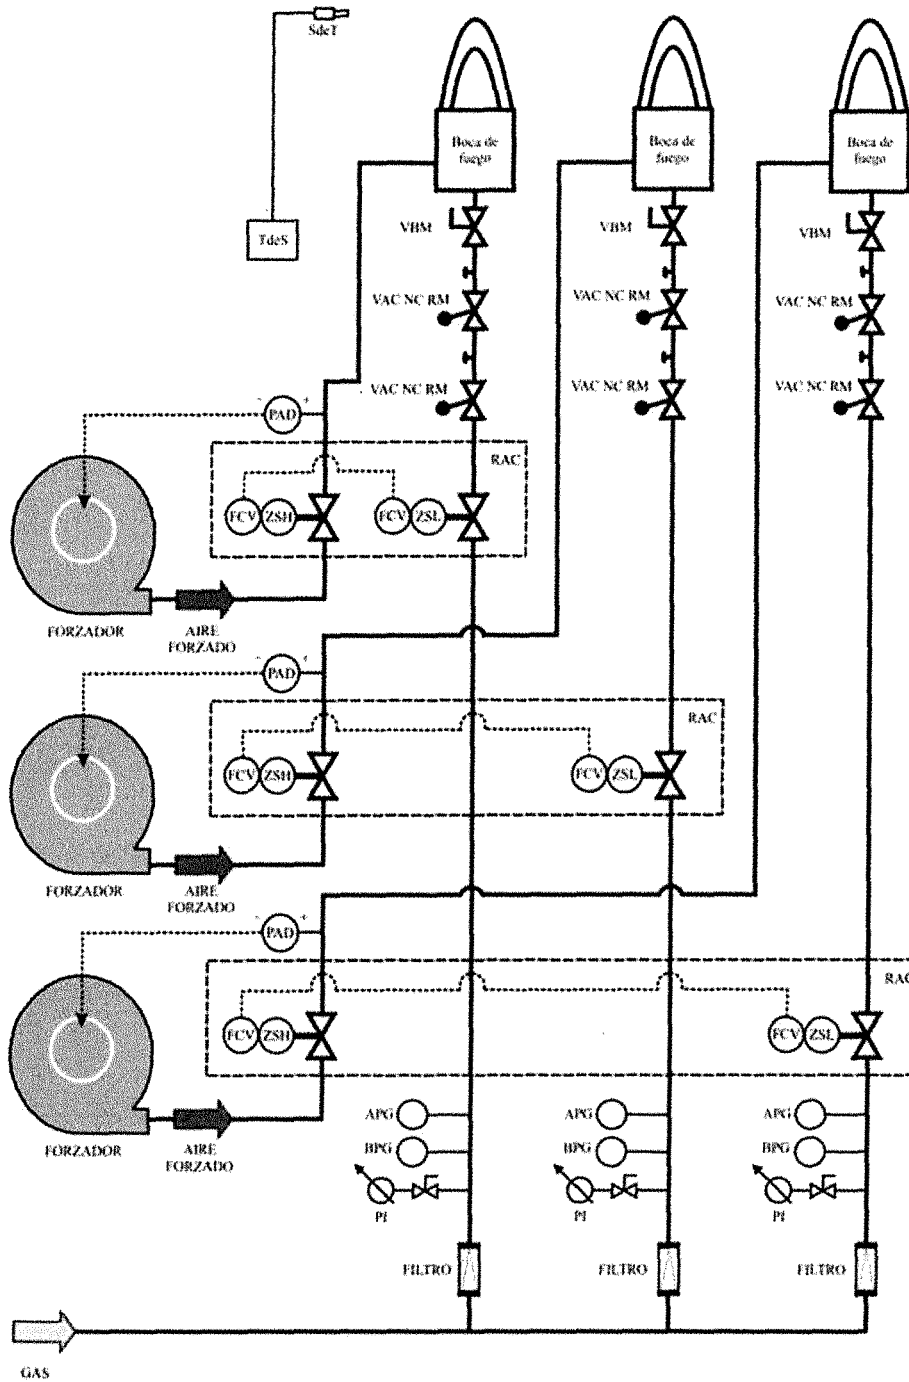 SdeT
Boca de
fuego
Boca de
fuego
Boca de
fuego
TdeS
VBM
VBM
VBM
VAC NC RM
VAC NC RM
VAC NC RM
VAC NC RM
VAC NC RM
VAC NC RM
- PAD +
RAC
FCV ZSH
FCV ZSL
FORZADOR
AIRE
FORZADO
- PAD +
RAC
FCV ZSH
FCV ZSL
FORZADOR
AIRE
FORZADO
- PAD +
RAC
FCV ZSH
FCV ZSL
FORZADOR
AIRE
FORZADO
APG
APG
APG
BPG
BPG
BPG
PI
PI
PI
FILTRO
FILTRO
FILTRO
GAS